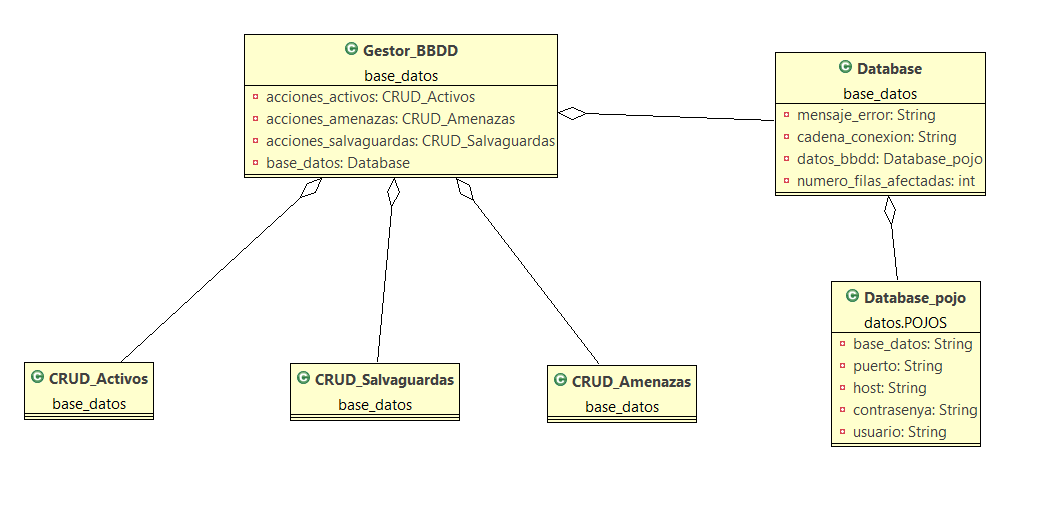 Gestor_BBDD
base_datos
acciones_activos: CRUD_Activos
acciones_amenazas: CRUD_Amenazas
acciones_salvaguardas: CRUD_Salvaguardas
base_datos: Database
Database
base_datos
mensaje_error: String
cadena_conexion: String
datos_bbdd: Database_pojo
numero_filas_afectadas: int
Database_pojo
datos.POJOS
base_datos: String
puerto: String
host: String
contrasenya: String
usuario: String
CRUD_Activos
base_datos
CRUD_Salvaguardas
base_datos
CRUD_Amenazas
base_datos